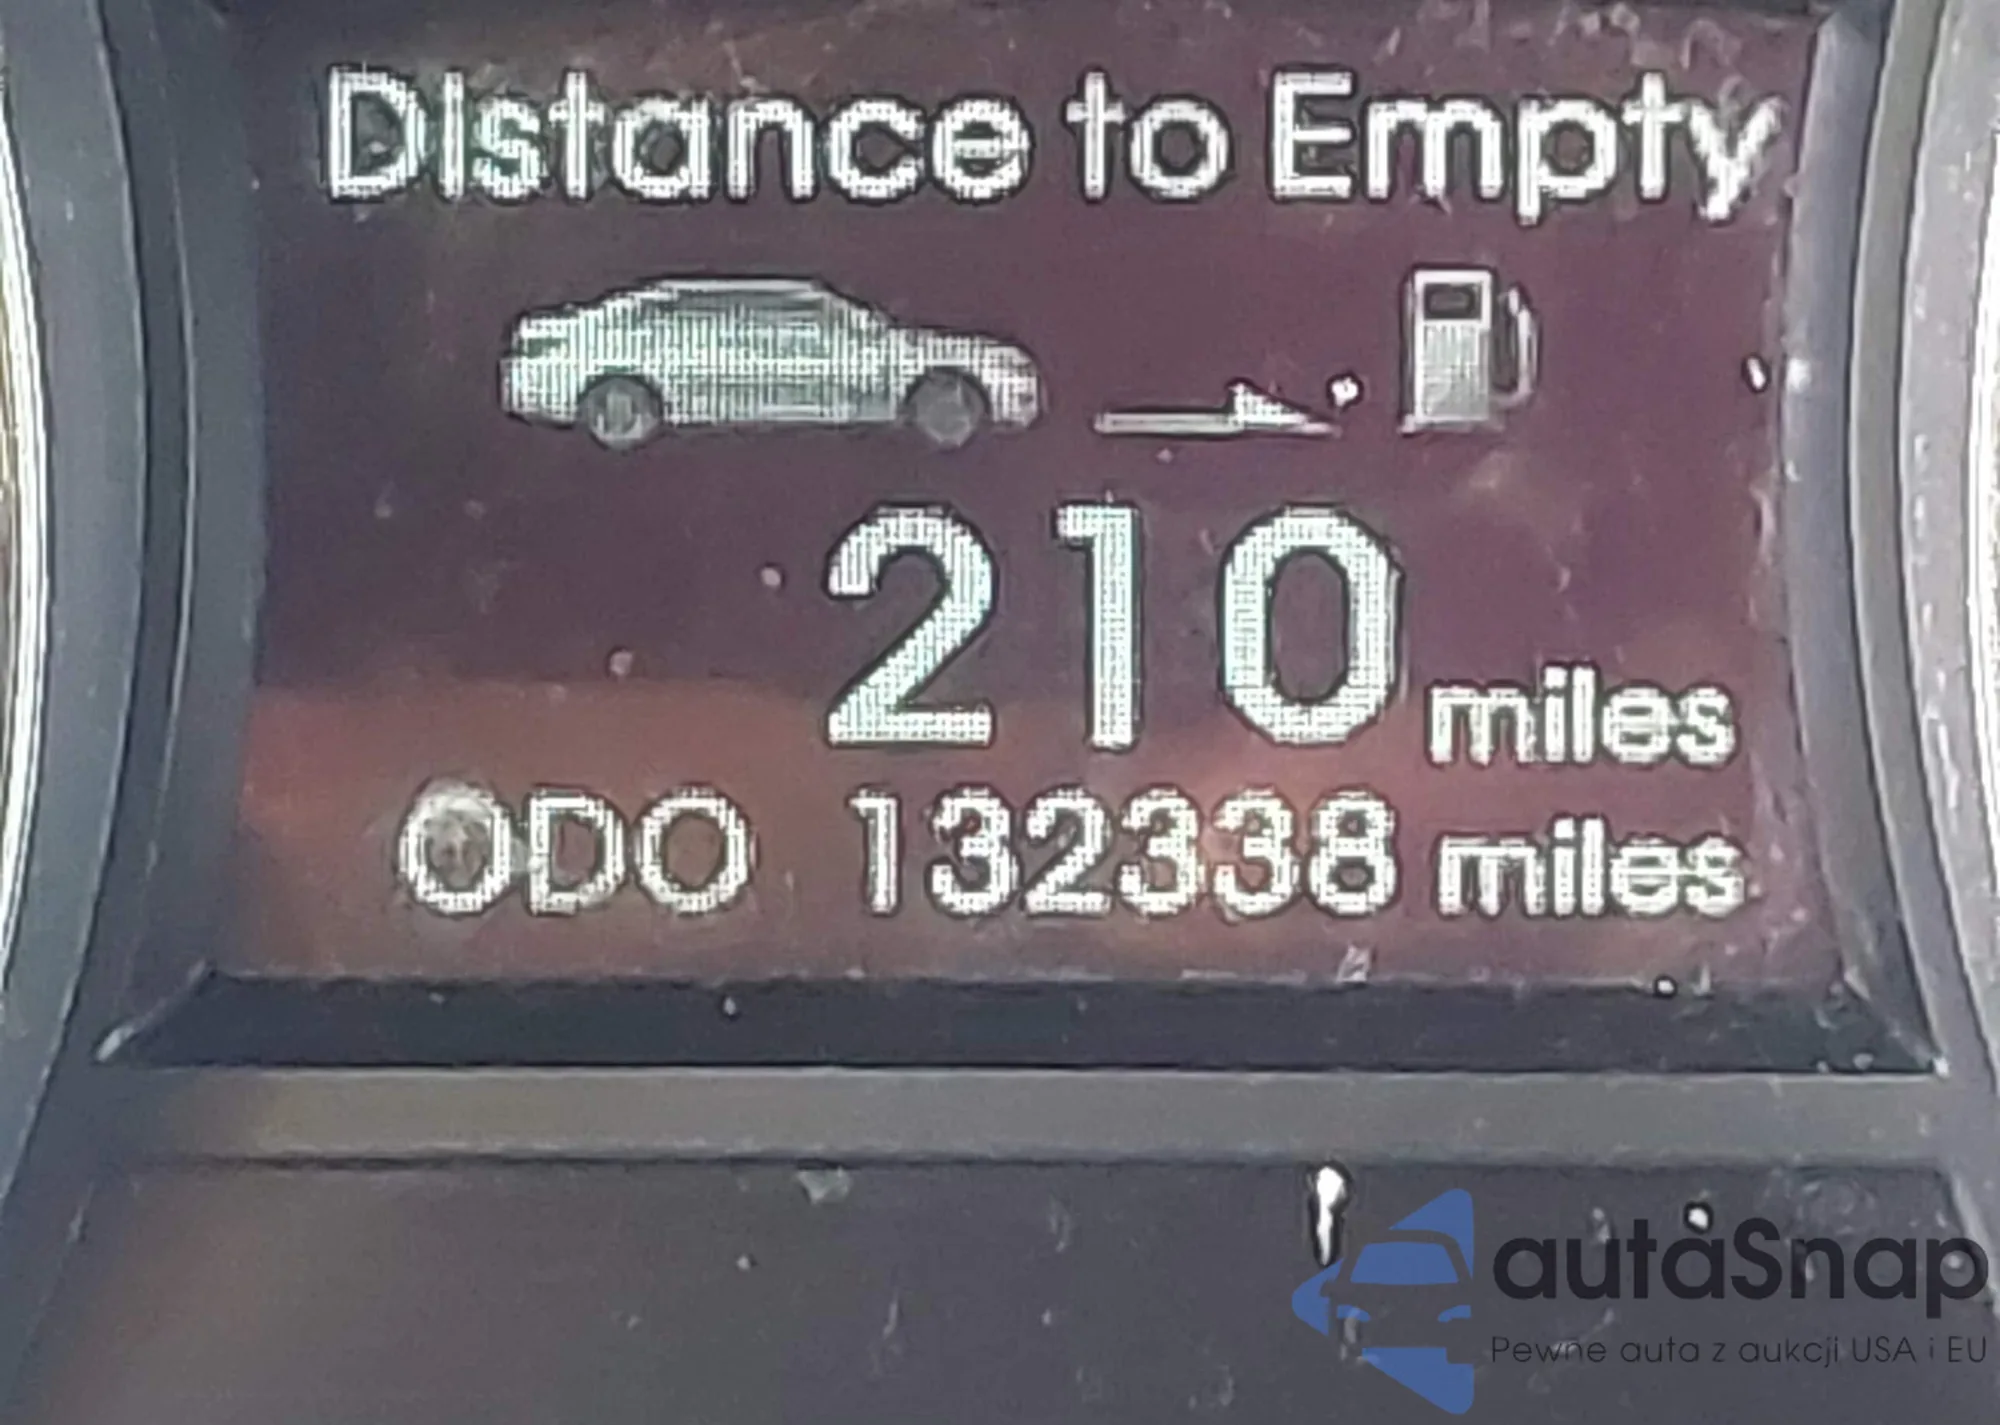 Distance to Empty
210 miles
ODO 132338 miles
autaSnap
Pewne auta z aukcji USA i EU